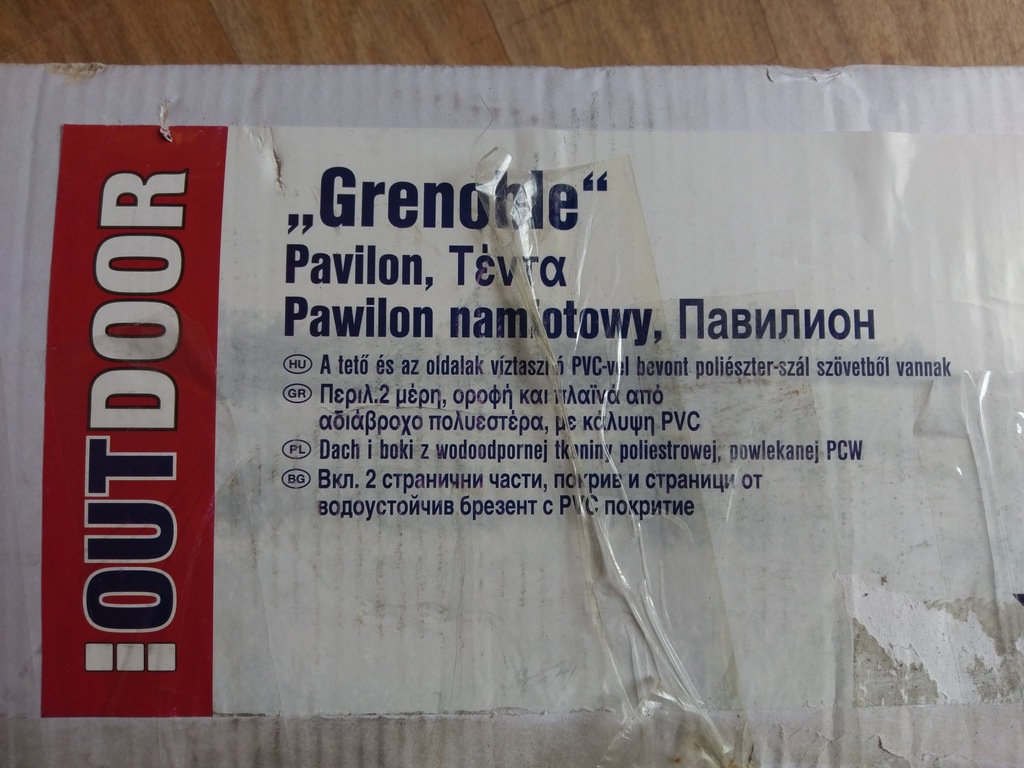 OUTDOOR
„Grenoble“
Pavilon, Τέντα
Pawilon namiotowy, Павилион
HU A tető és az oldalak víztaszító PVC-vel bevont poliészter-szál szövetből vannak
GR Περιλ.2 μέρη, οροφή και πλαϊνά από
αδιάβροχο πολυεστέρα, με κάλυψη PVC
PL Dach i boki z wodoodpornej tkaniny poliestrowej, powlekanej PCW
BG Вкл. 2 странични части, покрив и страници от
водоустойчив брезент с PVC покритие